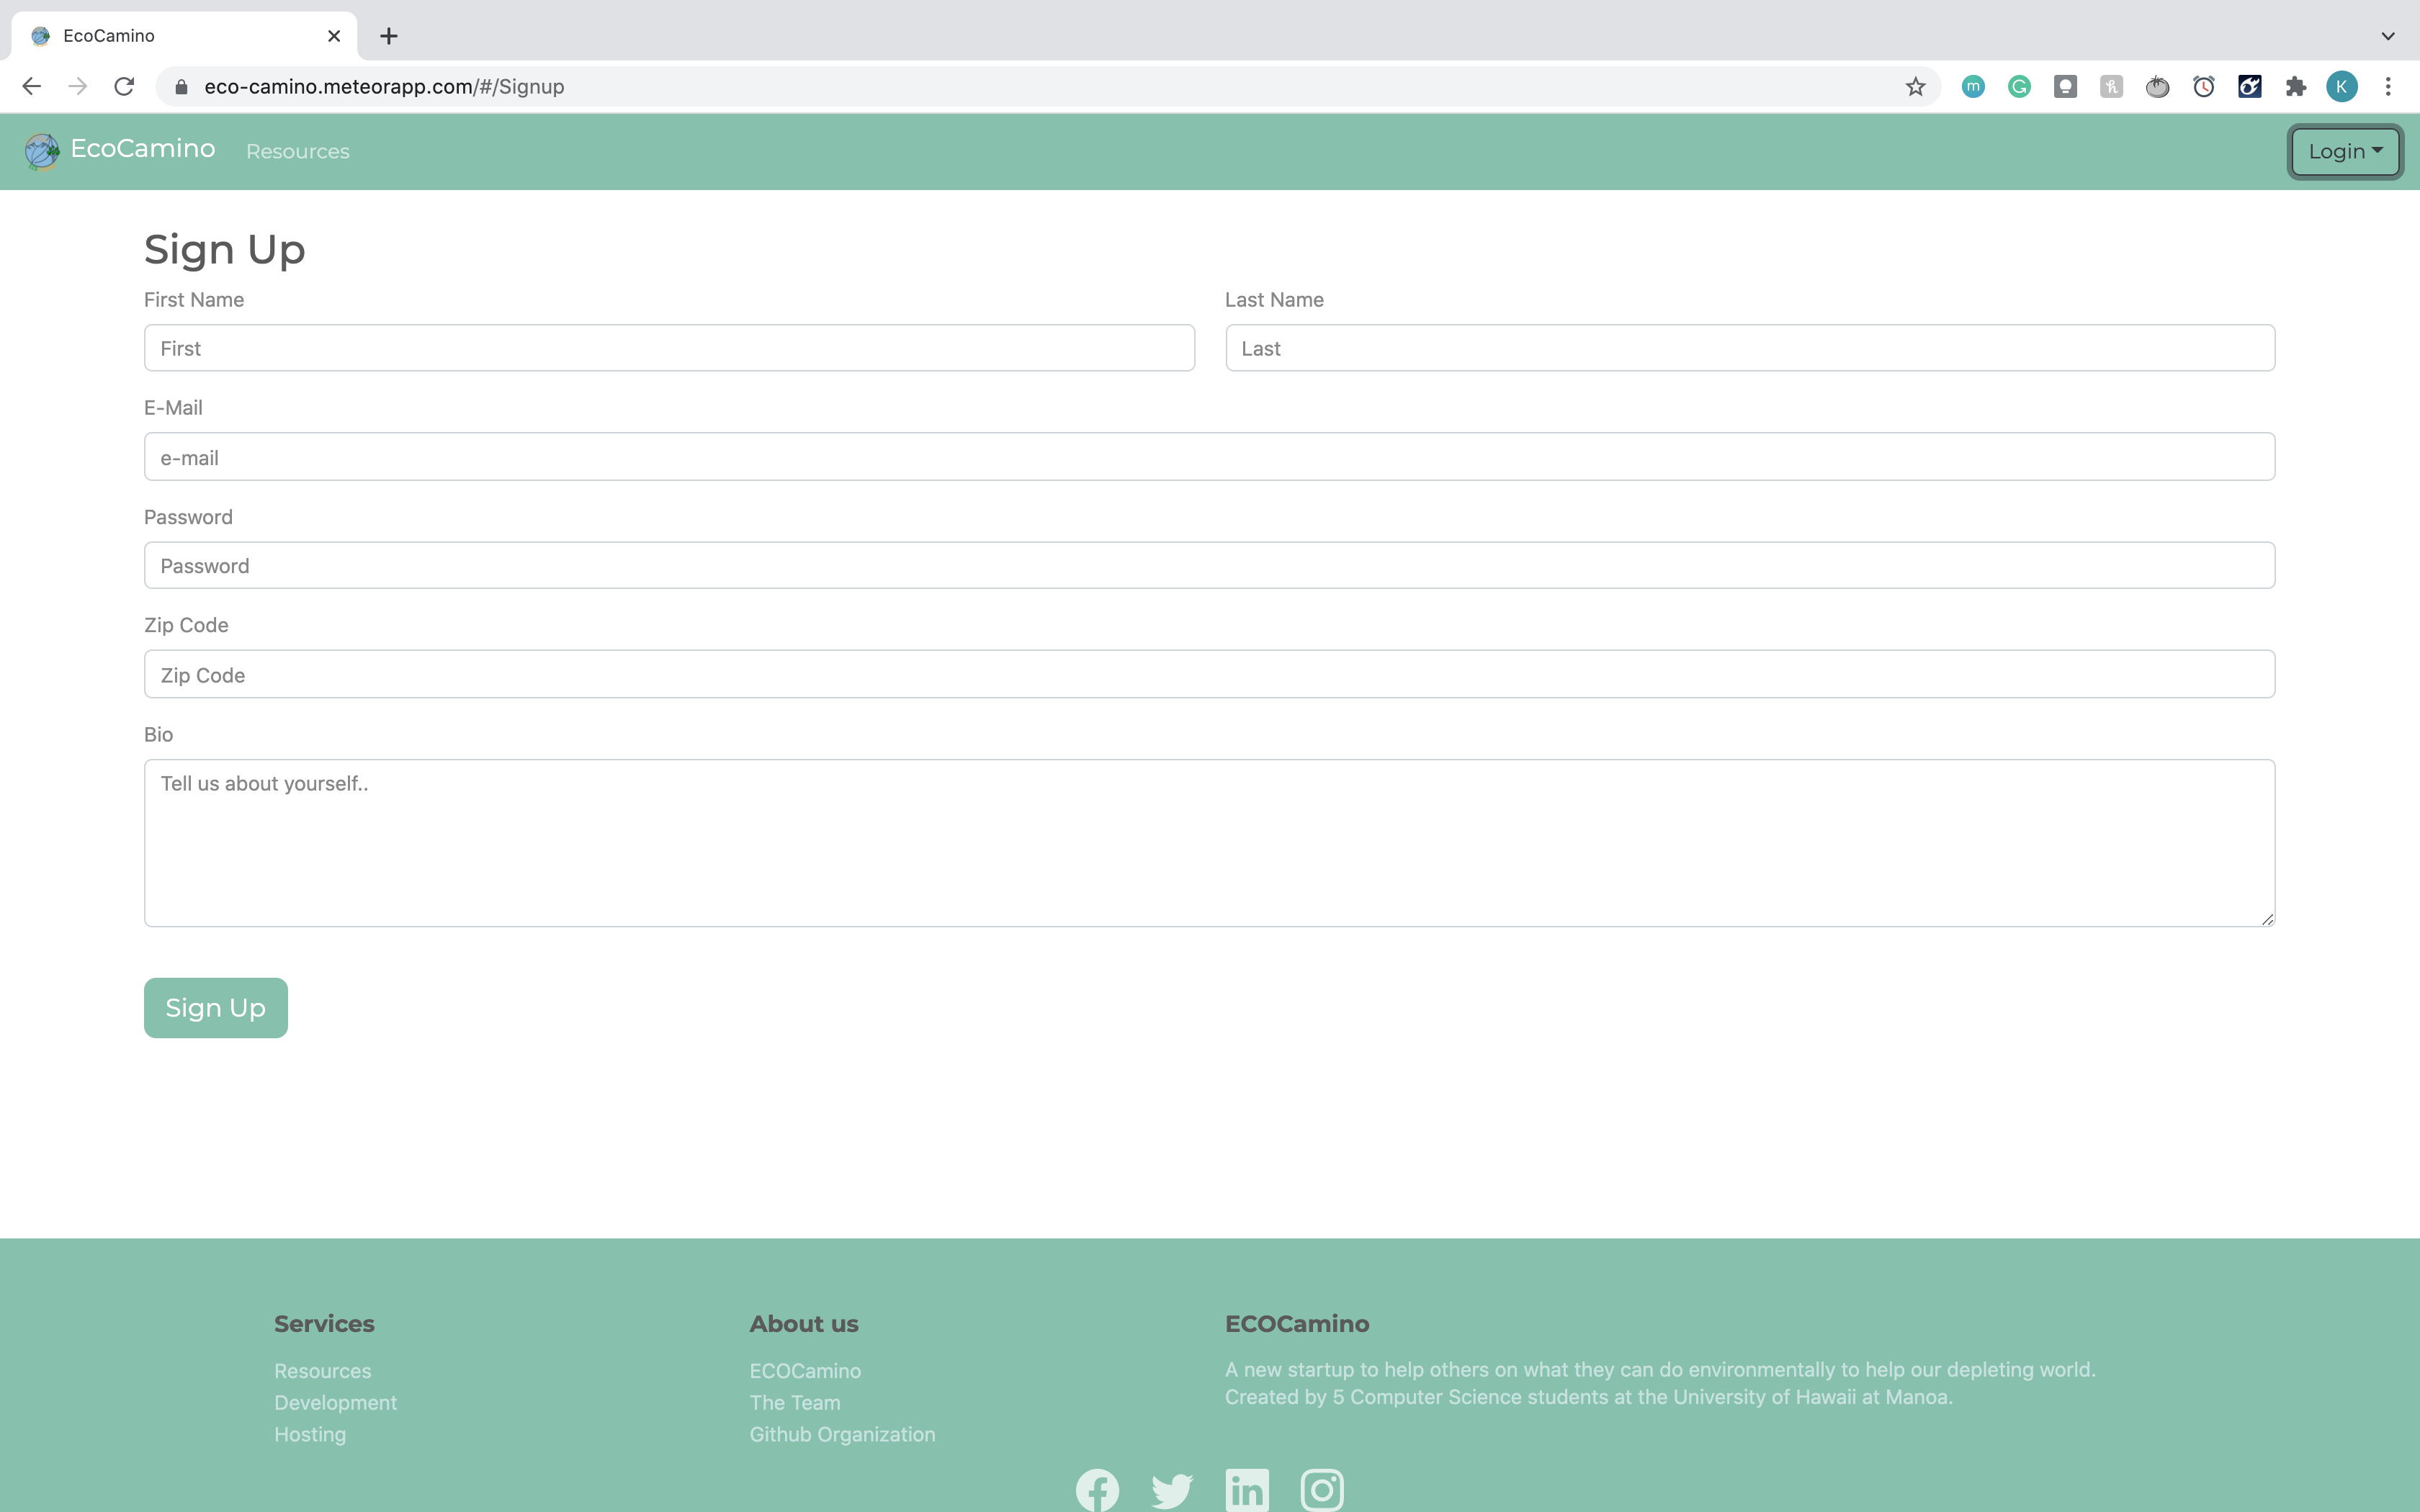 EcoCamino
eco-camino.meteorapp.com/#/Signup
m
K
EcoCamino
Resources
Login
Sign Up
First Name
Last Name
First
Last
E-Mail
e-mail
Password
Password
Zip Code
Zip Code
Bio
Tell us about yourself..
Sign Up
Services
Resources
Development
Hosting
About us
ECOCamino
The Team
Github Organization
ECOCamino
A new startup to help others on what they can do environmentally to help our depleting world.
Created by 5 Computer Science students at the University of Hawaii at Manoa.
in